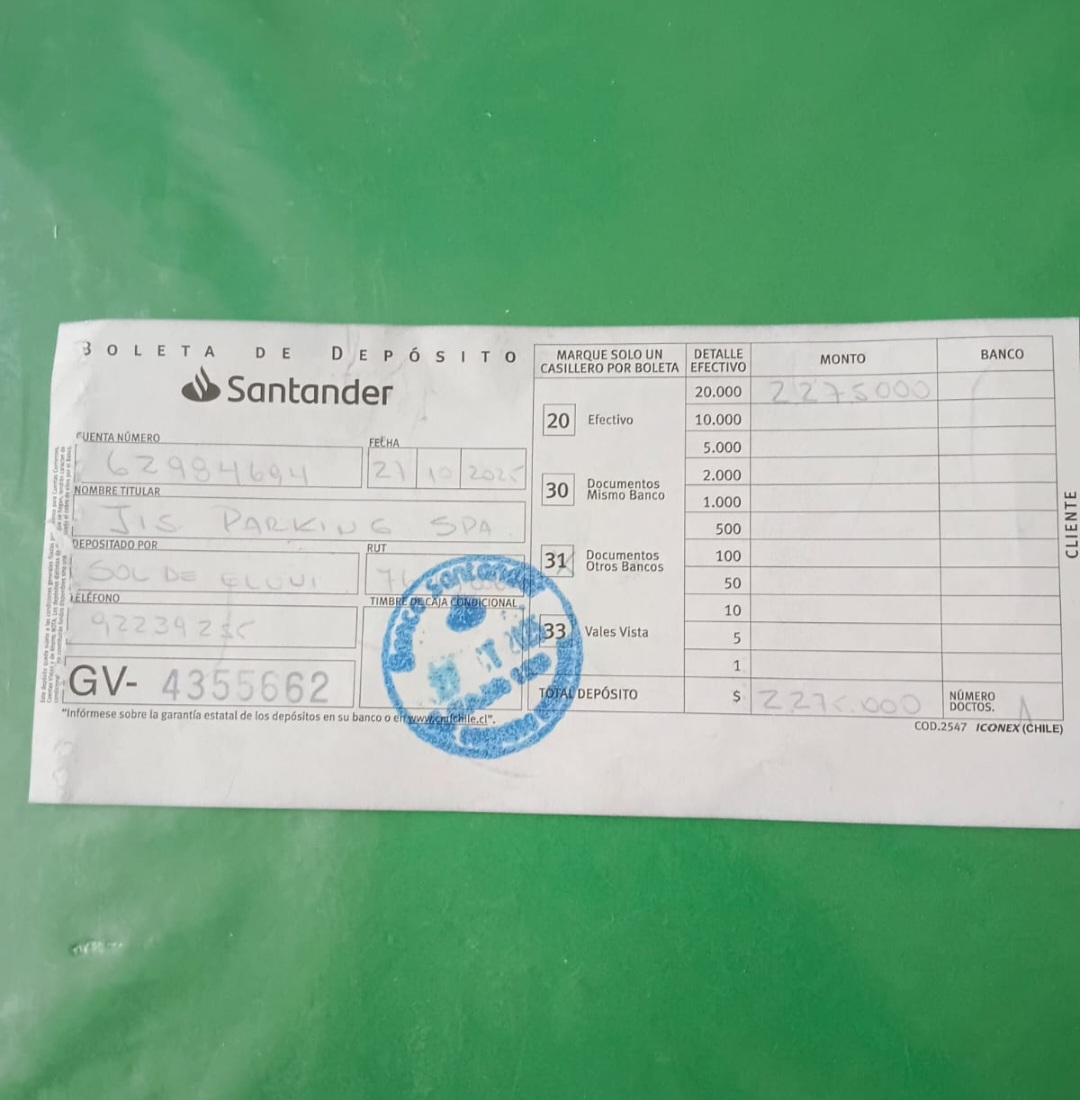 BOLETA DE DEPÓSITO
Santander
CUENTA NÚMERO
62984694
FECHA
21 10 2025
NOMBRE TITULAR
JIS PARKING SPA
DEPOSITADO POR
SOL DE ELQUI
RUT
TELÉFONO
TIMBRE DE CAJA CONDICIONAL
GV- 4355662
"Infórmese sobre la garantía estatal de los depósitos en su banco o en www.cmfchile.cl".
MARQUE SOLO UN
CASILLERO POR BOLETA
20 Efectivo
30 Documentos
Mismo Banco
31 Documentos
Otros Bancos
33 Vales Vista
TOTAL DEPÓSITO
DETALLE
EFECTIVO
MONTO
BANCO
20.000 2275000
10.000
5.000
2.000
1.000
500
100
50
10
5
1
$ 2275.000
NÚMERO
DOCTOS.
COD.2547 ICONEX (CHILE)
CLIENTE
Banco Santander